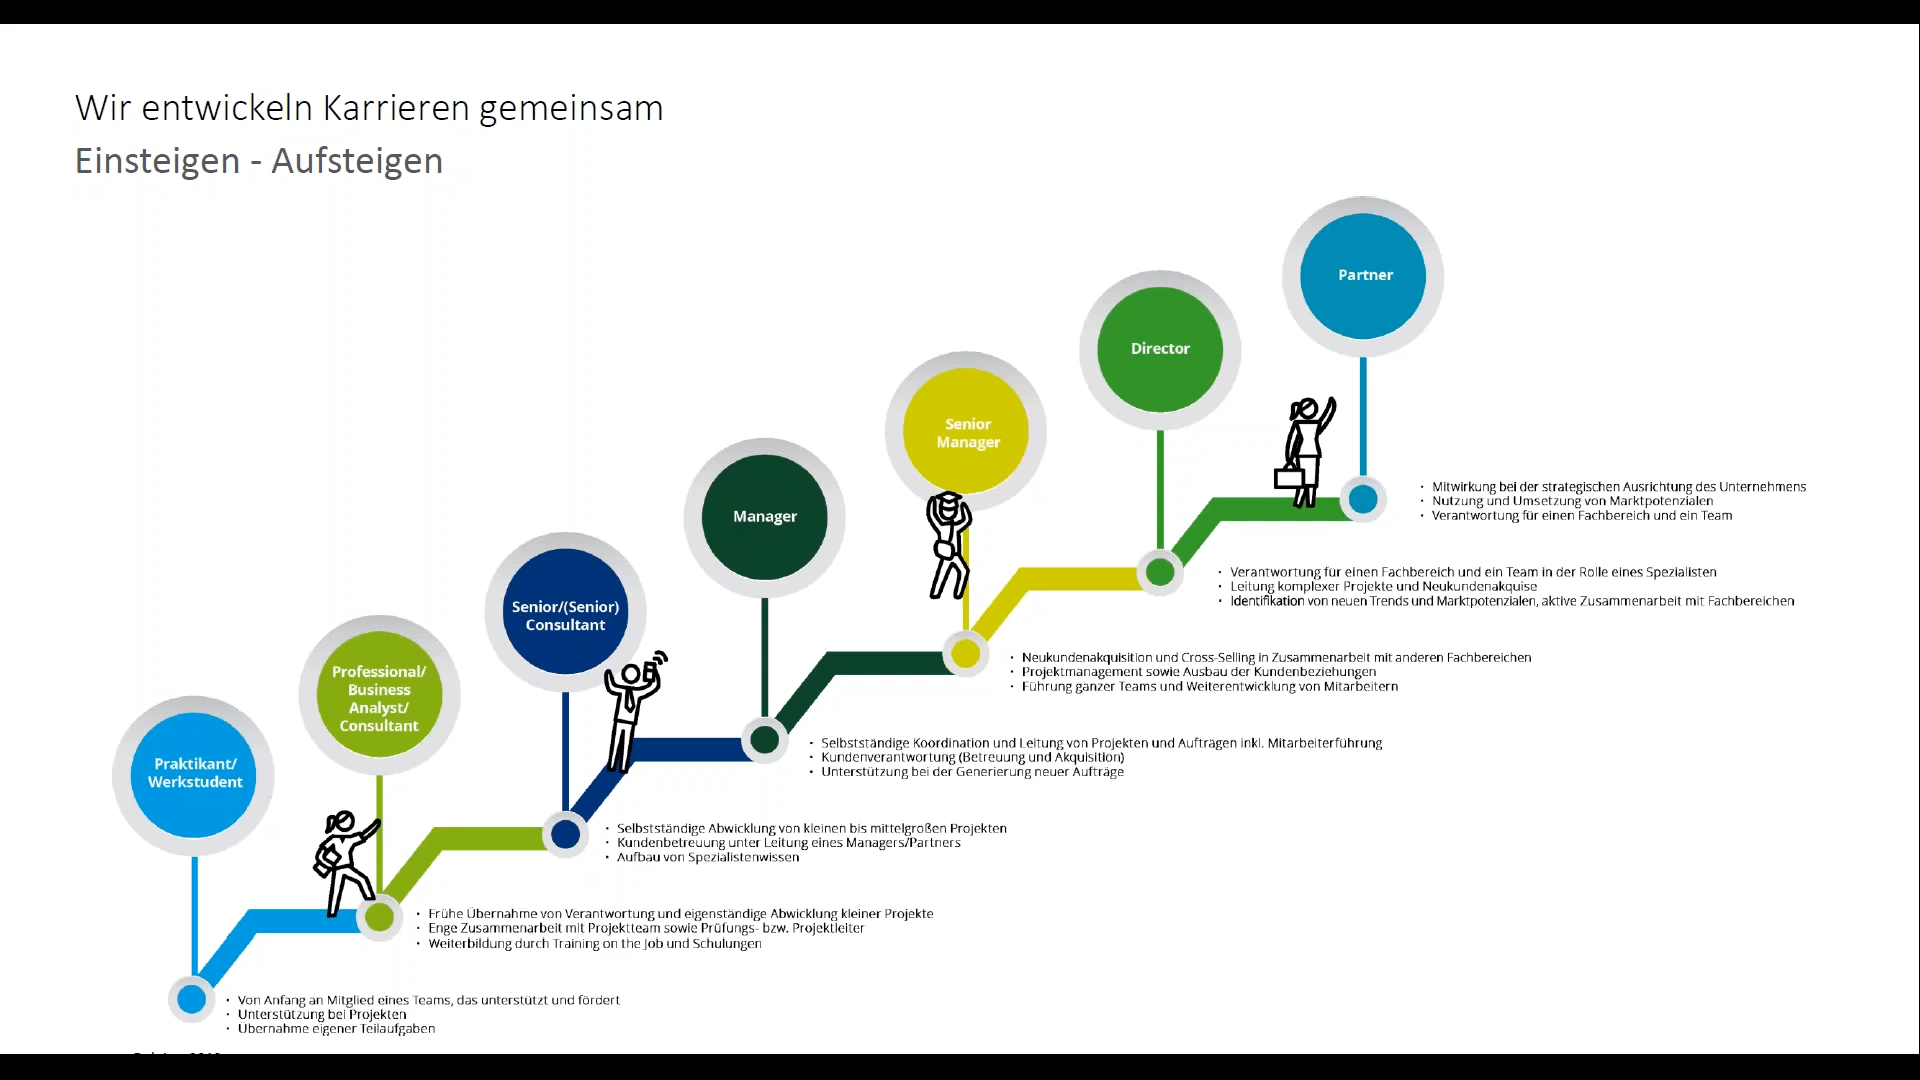 Wir entwickeln Karrieren gemeinsam
Einsteigen - Aufsteigen
Partner
Director
Senior
Manager
Manager
Senior/(Senior)
Consultant
Professional/
Business
Analyst/
Consultant
Praktikant/
Werkstudent
· Mitwirkung bei der strategischen Ausrichtung des Unternehmens
· Nutzung und Umsetzung von Marktpotenzialen
· Verantwortung für einen Fachbereich und ein Team
· Verantwortung für einen Fachbereich und ein Team in der Rolle eines Spezialisten
· Leitung komplexer Projekte und Neukundenakquise
· Identifikation von neuen Trends und Marktpotenzialen, aktive Zusammenarbeit mit Fachbereichen
· Neukundenakquisition und Cross-Selling in Zusammenarbeit mit anderen Fachbereichen
· Projektmanagement sowie Ausbau der Kundenbeziehungen
· Führung ganzer Teams und Weiterentwicklung von Mitarbeitern
· Selbstständige Koordination und Leitung von Projekten und Aufträgen inkl. Mitarbeiterführung
· Kundenverantwortung (Betreuung und Akquisition)
· Unterstützung bei der Generierung neuer Aufträge
· Selbstständige Abwicklung von kleinen bis mittelgroßen Projekten
· Kundenbetreuung unter Leitung eines Managers/Partners
· Aufbau von Spezialistenwissen
· Frühe Übernahme von Verantwortung und eigenständige Abwicklung kleiner Projekte
· Enge Zusammenarbeit mit Projektteam sowie Prüfungs- bzw. Projektleiter
· Weiterbildung durch Training on the Job und Schulungen
· Von Anfang an Mitglied eines Teams, das unterstützt und fördert
· Unterstützung bei Projekten
· Übernahme eigener Teilaufgaben